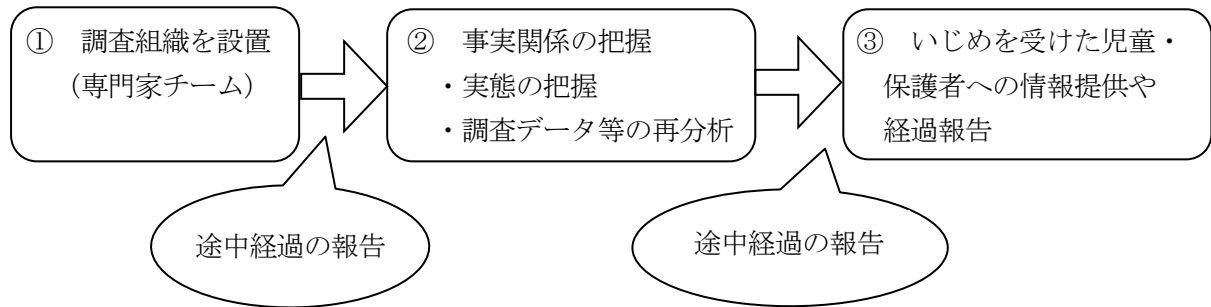 ① 調査組織を設置
(専門家チーム)
② 事実関係の把握
・実態の把握
・調査データ等の再分析
③ いじめを受けた児童・
保護者への情報提供や
経過報告
途中経過の報告
途中経過の報告